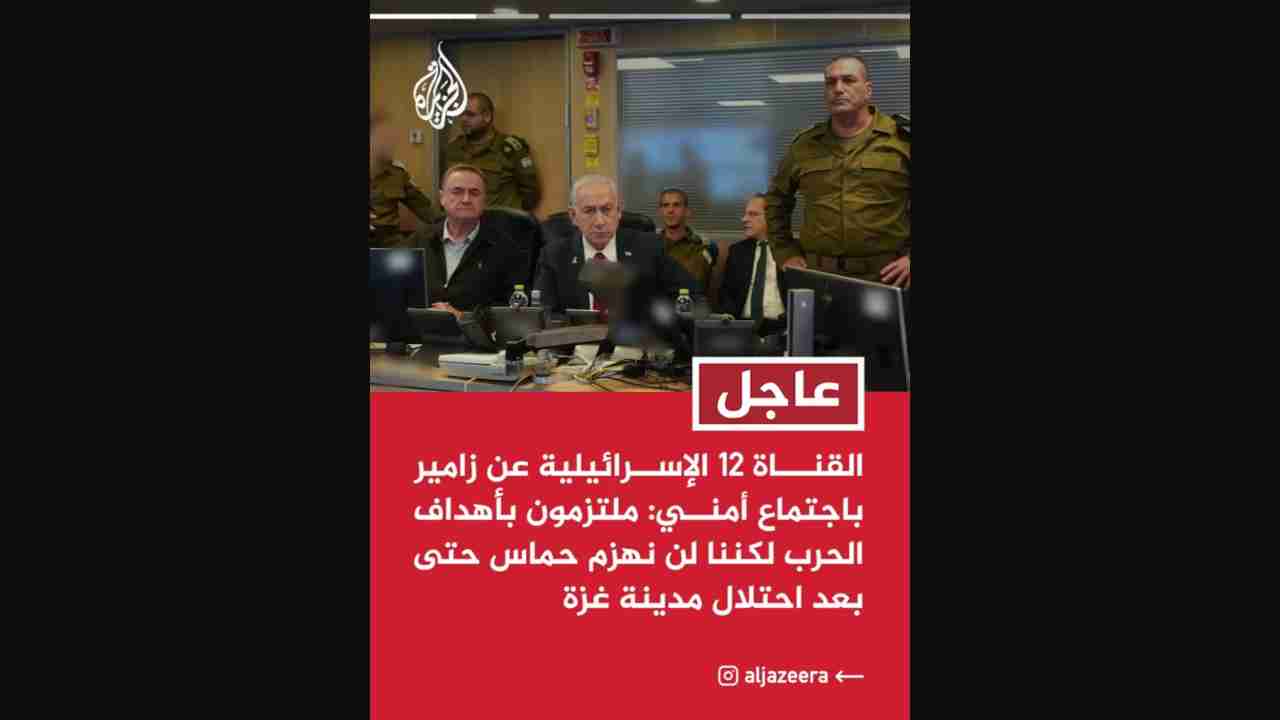 الجزيرة
عاجل
القناة 12 الإسرائيلية عن زامير
باجتماع أمني: ملتزمون بأهداف
الحرب لكننا لن نهزم حماس حتى
بعد احتلال مدينة غزة
aljazeera